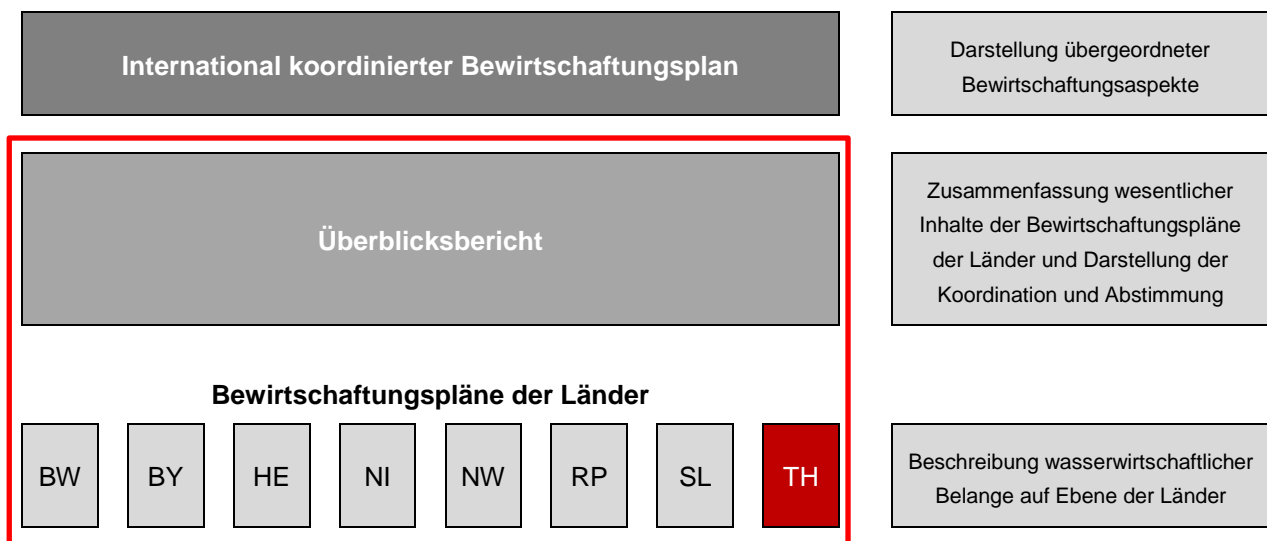 International koordinierter Bewirtschaftungsplan
Darstellung übergeordneter
Bewirtschaftungsaspekte
Überblicksbericht
Zusammenfassung wesentlicher
Inhalte der Bewirtschaftungspläne
der Länder und Darstellung der
Koordination und Abstimmung
Bewirtschaftungspläne der Länder
BW BY HE NI NW RP SL TH
Beschreibung wasserwirtschaftlicher
Belange auf Ebene der Länder